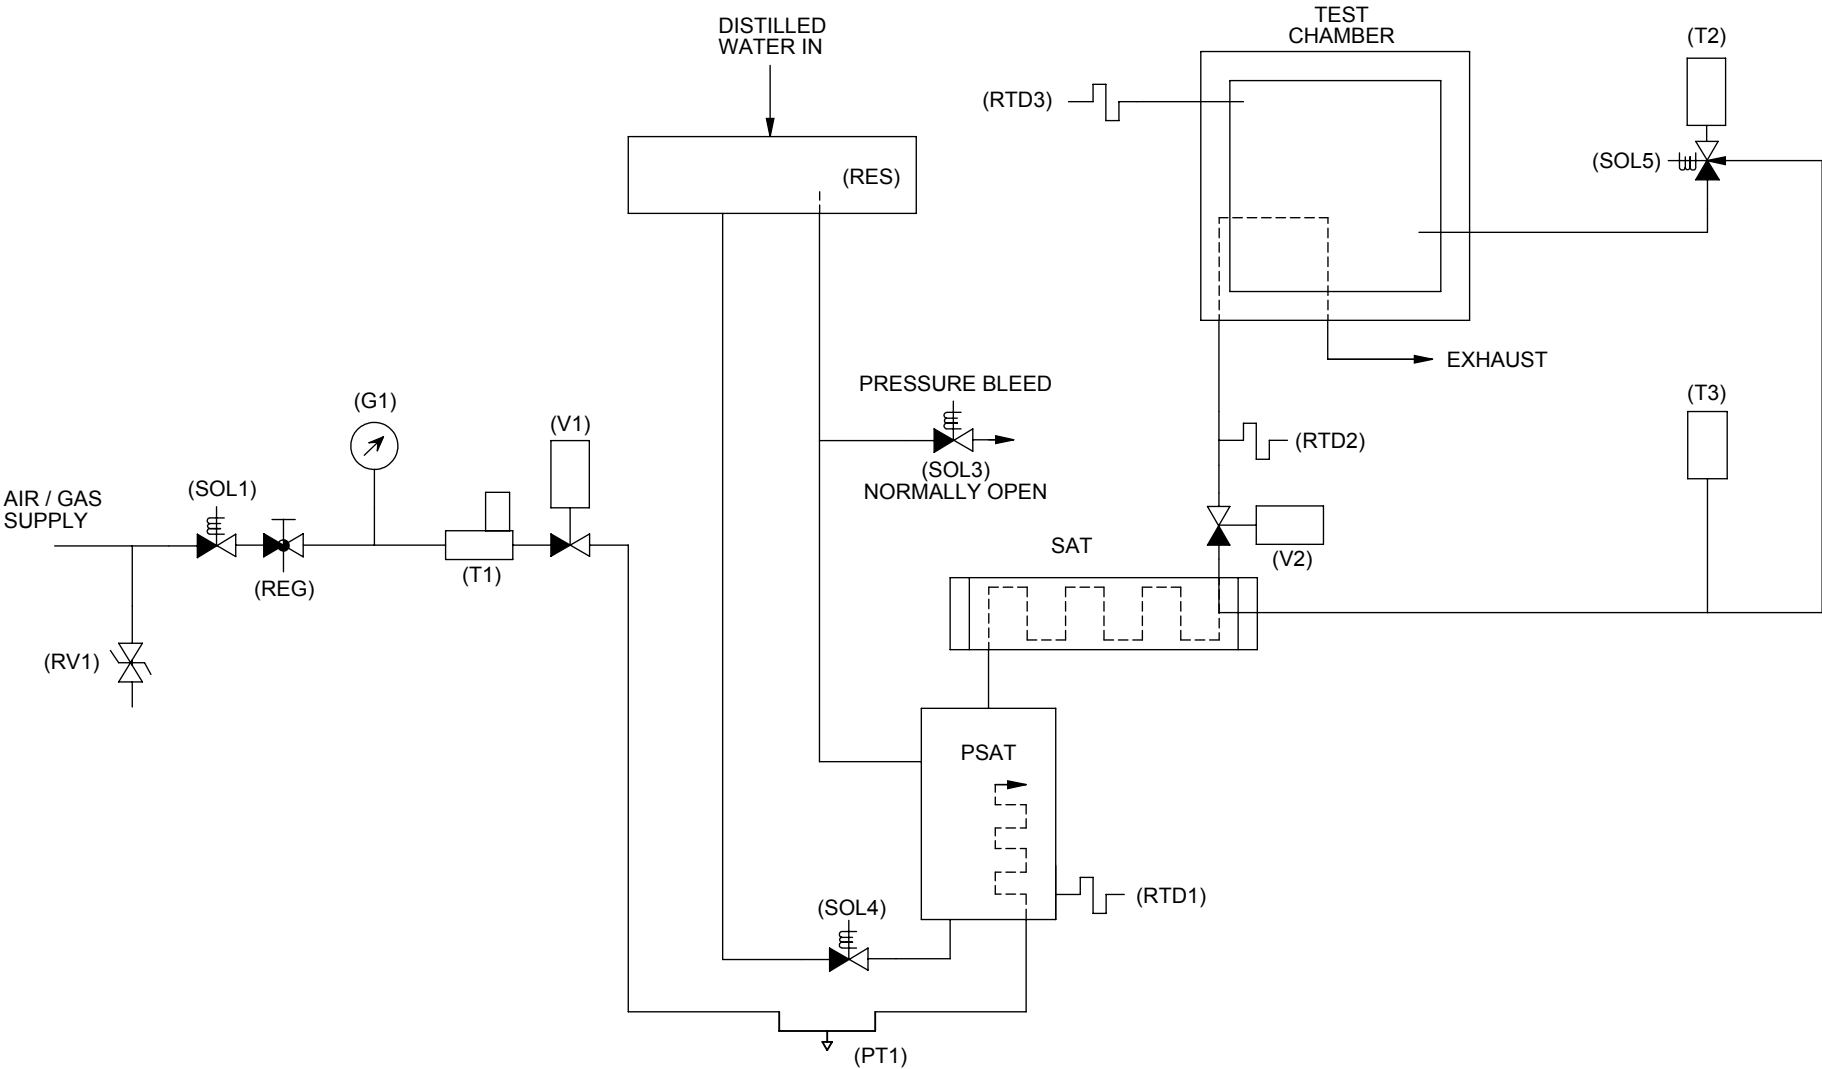 DISTILLED
WATER IN
TEST
CHAMBER
(T2)
(RTD3)
(SOL5)
(RES)
EXHAUST
PRESSURE BLEED
(G1)
(T3)
(V1)
(RTD2)
(SOL3)
NORMALLY OPEN
(SOL1)
AIR / GAS
SUPPLY
SAT
(V2)
(T1)
(REG)
(RV1)
PSAT
(RTD1)
(SOL4)
(PT1)